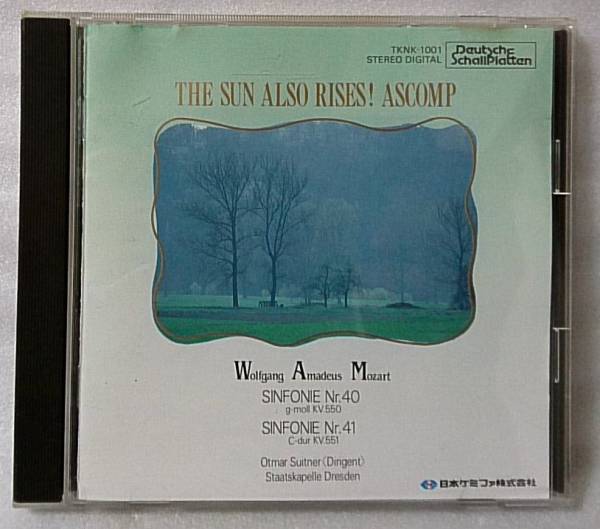 TKNK-1001
STEREO DIGITAL
Deutsche
Schallplatten
THE SUN ALSO RISES! ASCOMP
Wolfgang Amadeus Mozart
SINFONIE Nr.40
g-moll KV.550
SINFONIE Nr.41
C-dur KV.551
Otmar Suitner(Dirigent)
Staatskapelle Dresden
日本ケミファ株式会社